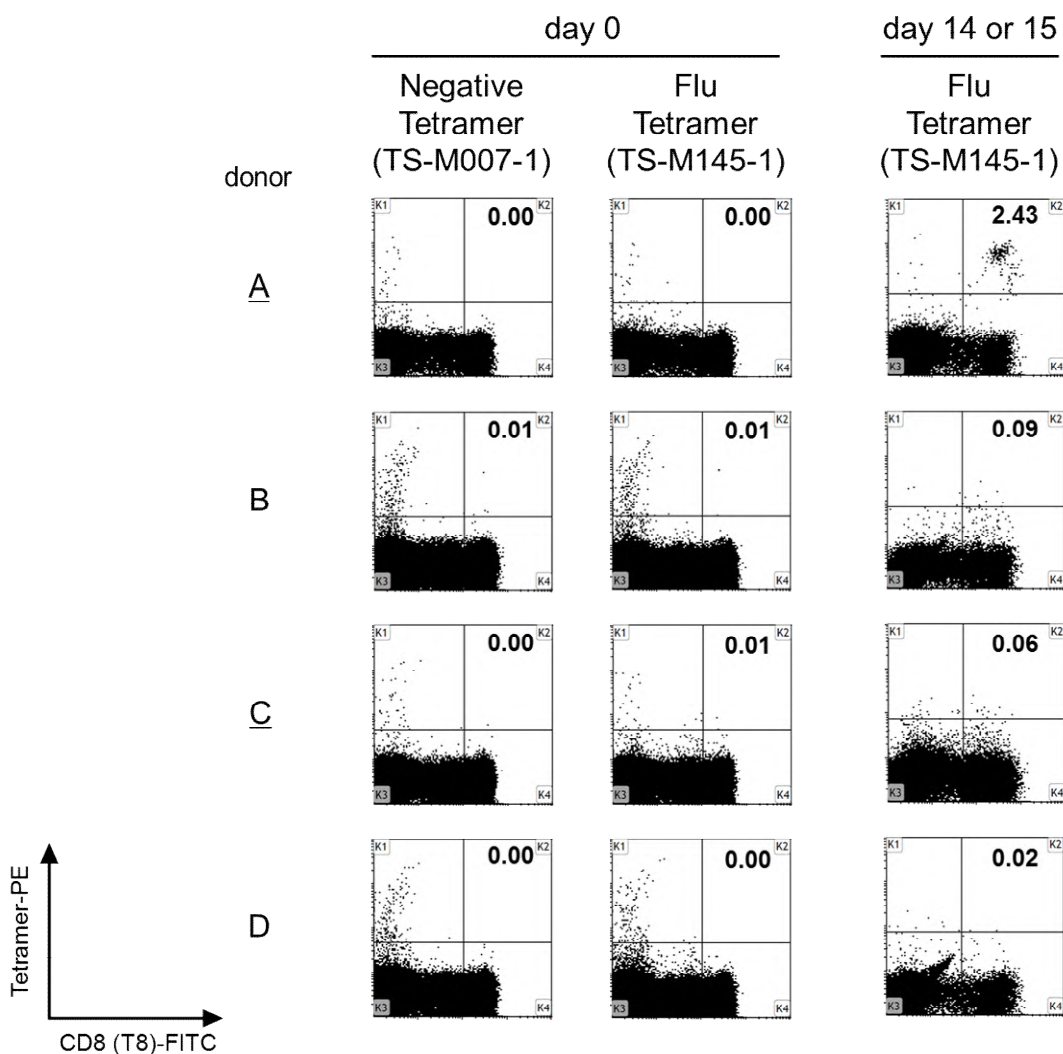 day 0
day 14 or 15
Negative
Tetramer
(TS-M007-1)
Flu
Tetramer
(TS-M145-1)
Flu
Tetramer
(TS-M145-1)
donor
A
K1
0.00
K2
K3
K4
K1
0.00
K2
K3
K4
K1
2.43
K2
K3
K4
B
K1
0.01
K2
K3
K4
K1
0.01
K2
K3
K4
K1
0.09
K2
K3
K4
C
K1
0.00
K2
K3
K4
K1
0.01
K2
K3
K4
K1
0.06
K2
K3
K4
D
K1
0.00
K2
K3
K4
K1
0.00
K2
K3
K4
K1
0.02
K2
K3
K4
Tetramer-PE
CD8 (T8)-FITC